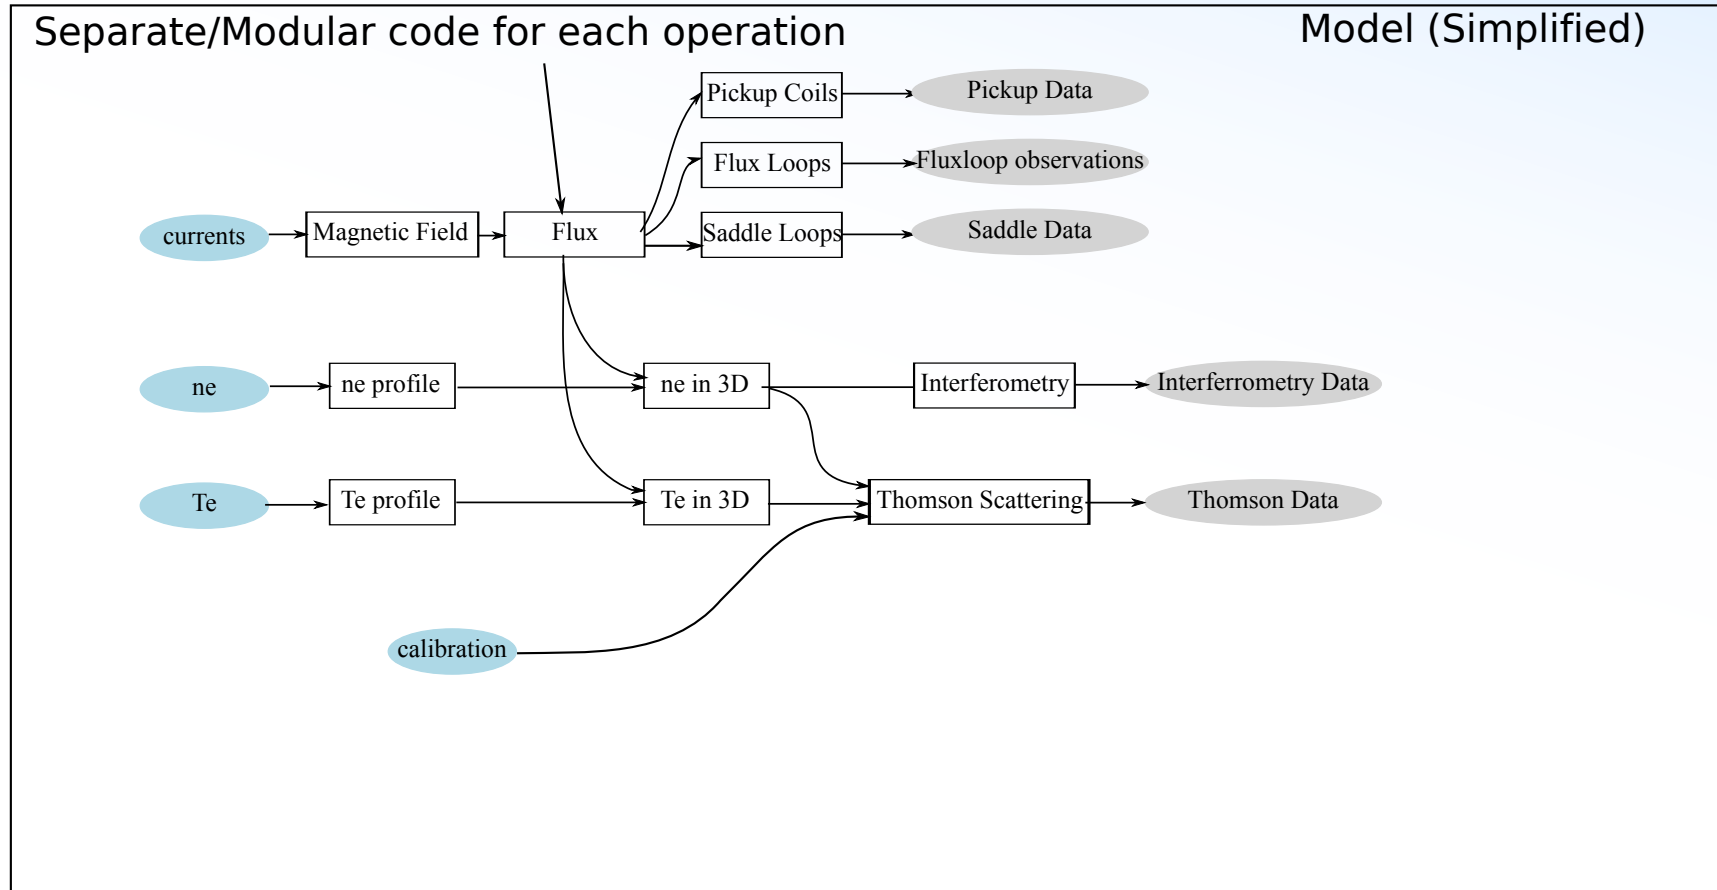 Separate/Modular code for each operation
Model (Simplified)
Pickup Coils
Pickup Data
Flux Loops
Fluxloop observations
currents
Magnetic Field
Flux
Saddle Loops
Saddle Data
ne
ne profile
ne in 3D
Interferometry
Interferrometry Data
Te
Te profile
Te in 3D
Thomson Scattering
Thomson Data
calibration